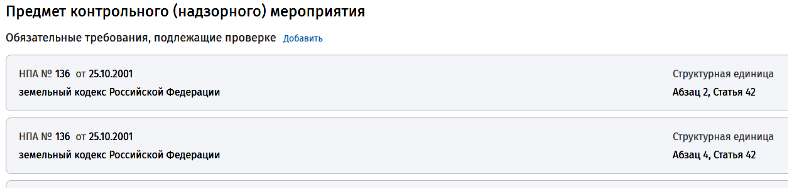 Предмет контрольного (надзорного) мероприятия
Обязательные требования, подлежащие проверке Добавить
НПА № 136 от 25.10.2001 Структурная единица
земельный кодекс Российской Федерации Абзац 2, Статья 42
НПА № 136 от 25.10.2001 Структурная единица
земельный кодекс Российской Федерации Абзац 4, Статья 42